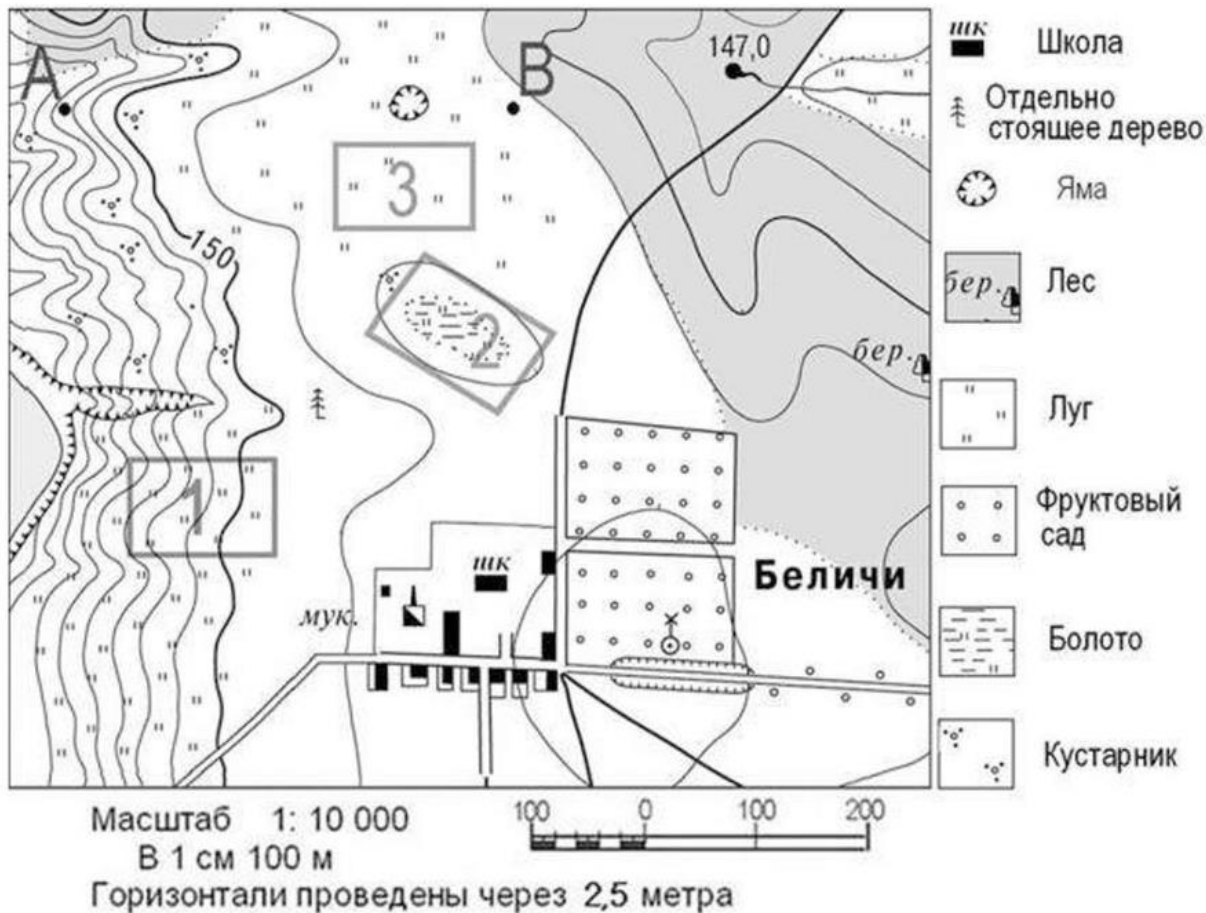 A
B
147,0
3
150
2
бер.
1
шк
Беличи
мук.
шк
Школа
Отдельно
стоящее дерево
Яма
бер.
Лес
Луг
Фруктовый
сад
Болото
Кустарник
Масштаб 1: 10 000
В 1 см 100 м
Горизонтали проведены через 2,5 метра
100 0 100 200